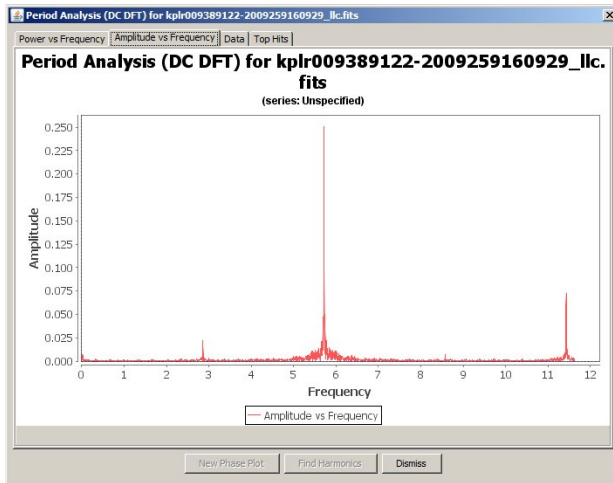 Period Analysis (DC DFT) for kplr009389122-2009259160929_llc.fits
Power vs Frequency Amplitude vs Frequency Data Top Hits
Period Analysis (DC DFT) for kplr009389122-2009259160929_llc.
fits
(series: Unspecified)
0.250
0.225
0.200
0.175
0.150
0.125
0.100
0.075
0.050
0.025
0.000
Amplitude
0 1 2 3 4 5 6 7 8 9 10 11 12
Frequency
Amplitude vs Frequency
New Phase Plot Find Harmonics Dismiss